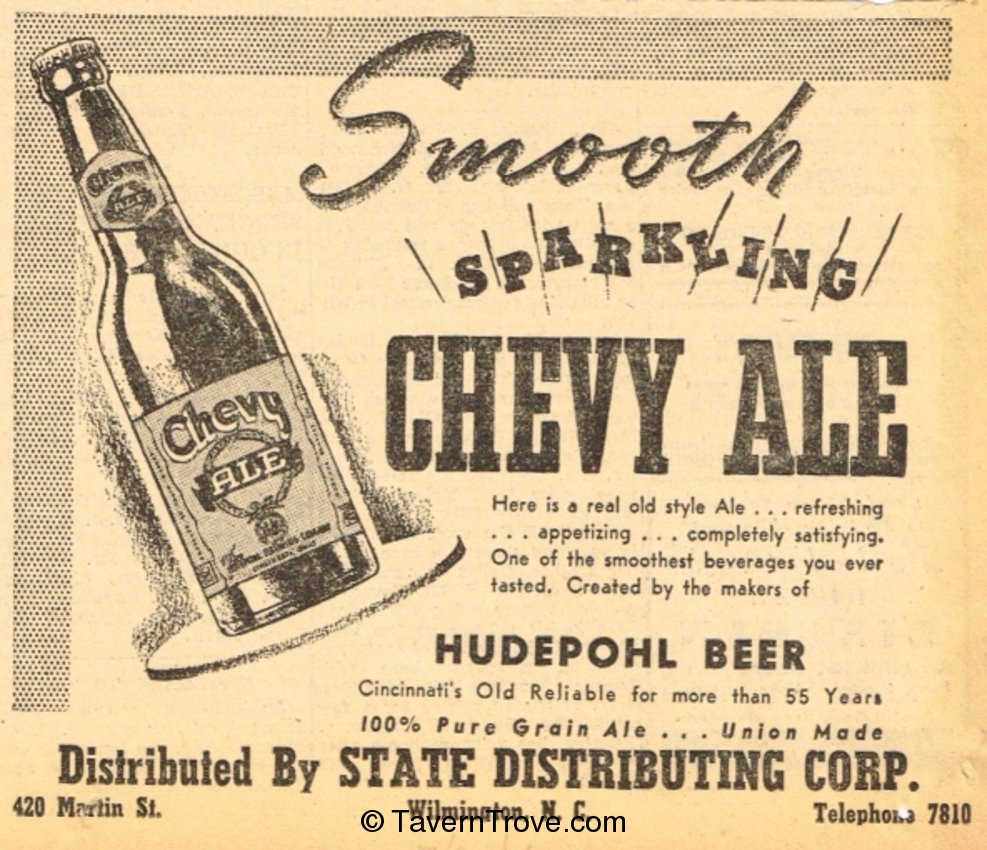 Smooth
SPARKLING
CHEVY ALE
Chevy
ALE
Chevy
ALE
Here is a real old style Ale . . . refreshing
. . . appetizing . . . completely satisfying.
One of the smoothest beverages you ever
tasted. Created by the makers of
HUDEPOHL BEER
Cincinnati's Old Reliable for more than 55 Years
100% Pure Grain Ale . . . Union Made
Distributed By STATE DISTRIBUTING CORP.
420 Martin St. Wilmington, N. C. Telephone 7810
© TavernTrove.com